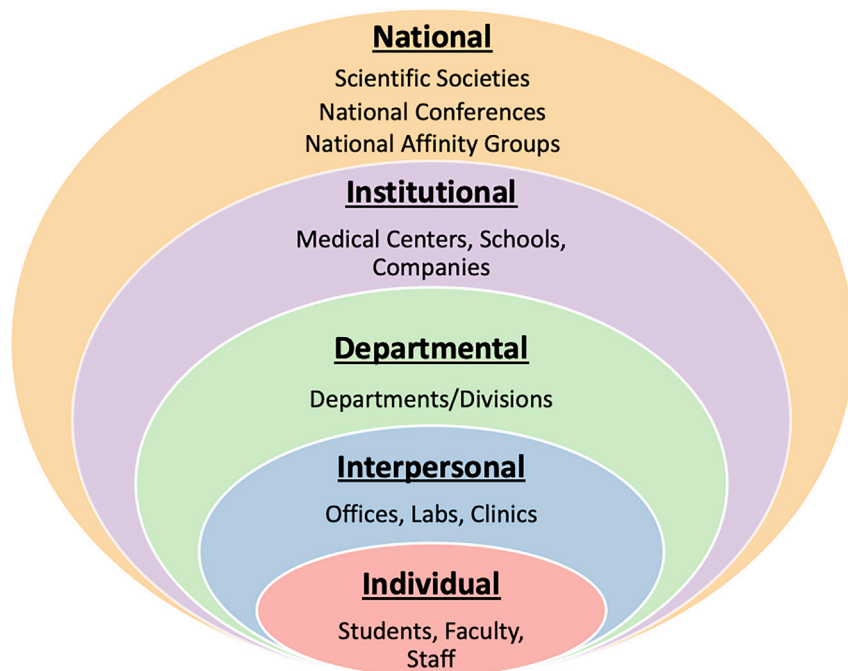 National
Scientific Societies
National Conferences
National Affinity Groups
Institutional
Medical Centers, Schools,
Companies
Departmental
Departments/Divisions
Interpersonal
Offices, Labs, Clinics
Individual
Students, Faculty,
Staff